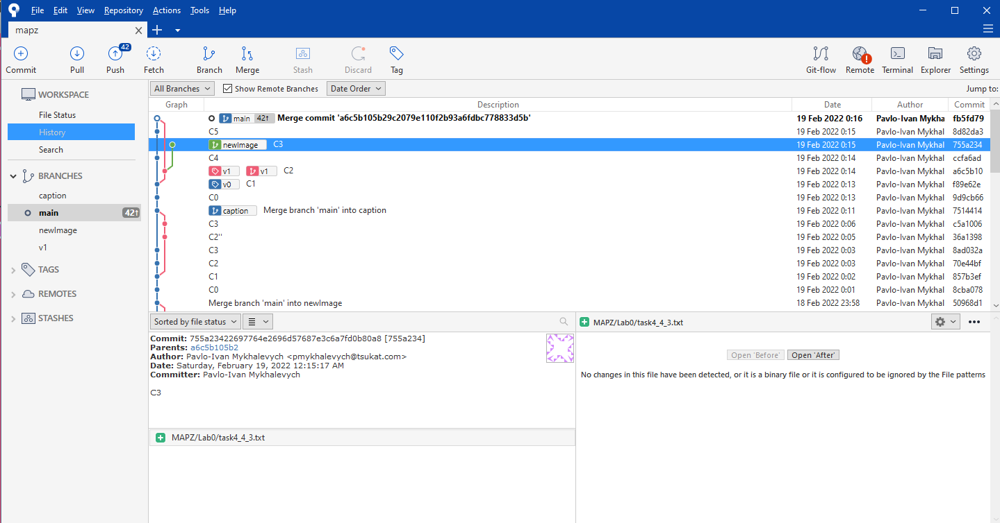 File Edit View Repository Actions Tools Help
mapz
42
Commit Pull Push Fetch Branch Merge Stash Discard Tag Git-flow Remote Terminal Explorer Settings
WORKSPACE
File Status
History
Search
BRANCHES
caption
main 42↑
newImage
v1
TAGS
REMOTES
STASHES
All Branches Show Remote Branches Date Order Jump to:
Graph Description Date Author Commit
main 42↑ Merge commit 'a6c5b105b29c2079e110f2b93a6fdbc778833d5b' 19 Feb 2022 0:16 Pavlo-Ivan Mykha fb5fd79
C5 19 Feb 2022 0:15 Pavlo-Ivan Mykhal 8d82da3
newImage C3 19 Feb 2022 0:15 Pavlo-Ivan Mykhal 755a234
C4 19 Feb 2022 0:14 Pavlo-Ivan Mykhal ccfa6ad
v1 v1 C2 19 Feb 2022 0:14 Pavlo-Ivan Mykhal a6c5b10
v0 C1 19 Feb 2022 0:13 Pavlo-Ivan Mykhal f89e62e
C0 19 Feb 2022 0:13 Pavlo-Ivan Mykhal 9d9cb66
caption Merge branch 'main' into caption 19 Feb 2022 0:11 Pavlo-Ivan Mykhal 7514414
C3 19 Feb 2022 0:06 Pavlo-Ivan Mykhal c5a1006
C2'' 19 Feb 2022 0:05 Pavlo-Ivan Mykhal 36a1398
C3 19 Feb 2022 0:03 Pavlo-Ivan Mykhal 8ad032a
C2 19 Feb 2022 0:03 Pavlo-Ivan Mykhal 70e44bf
C1 19 Feb 2022 0:02 Pavlo-Ivan Mykhal 857b3ef
C0 19 Feb 2022 0:01 Pavlo-Ivan Mykhal 8cba078
Merge branch 'main' into newImage 18 Feb 2022 23:58 Pavlo-Ivan Mykhal 50968d1
Sorted by file status
Commit: 755a23422697764e2696d57687e3c6a7fd0b80a8 [755a234]
Parents: a6c5b105b2
Author: Pavlo-Ivan Mykhalevych <pmykhalevych@tsukat.com>
Date: Saturday, February 19, 2022 12:15:17 AM
Committer: Pavlo-Ivan Mykhalevych
C3
MAPZ/Lab0/task4_4_3.txt
MAPZ/Lab0/task4_4_3.txt
Open 'Before' Open 'After'
No changes in this file have been detected, or it is a binary file or it is configured to be ignored by the File patterns